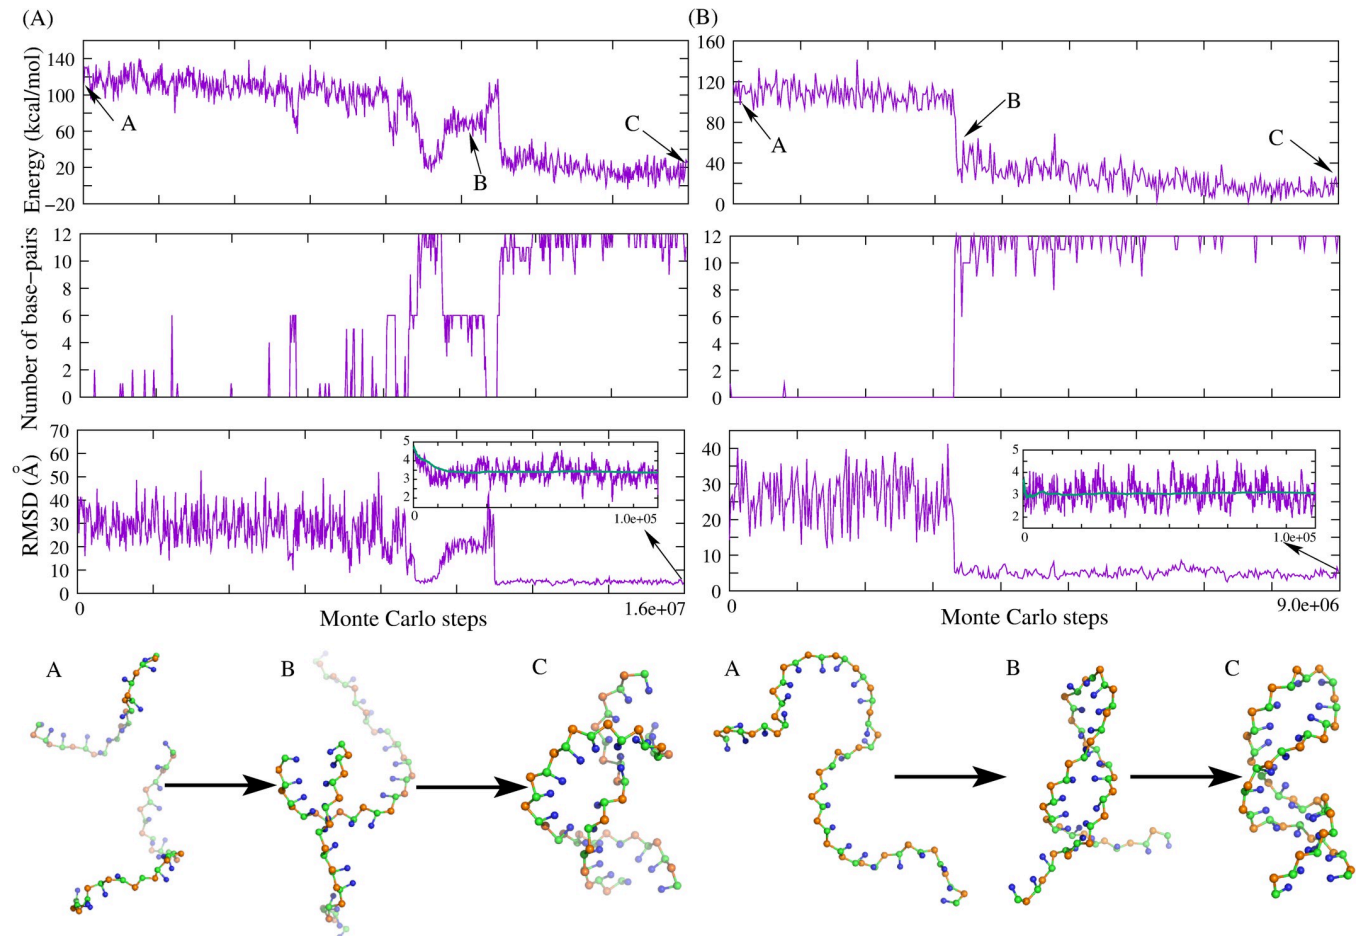 (A)
(B)
Energy (kcal/mol)
140
100
60
20
−20
A
B
C
160
120
80
40
0
A
B
C
Number of base−pairs
12
10
8
6
4
2
0
12
10
8
6
4
2
0
RMSD (Å)
70
60
50
40
30
20
10
0
5
4
3
2
0
1.0e+05
0
1.6e+07
Monte Carlo steps
40
30
20
10
0
5
4
3
2
0
1.0e+05
0
9.0e+06
Monte Carlo steps
A
B
C
A
B
C